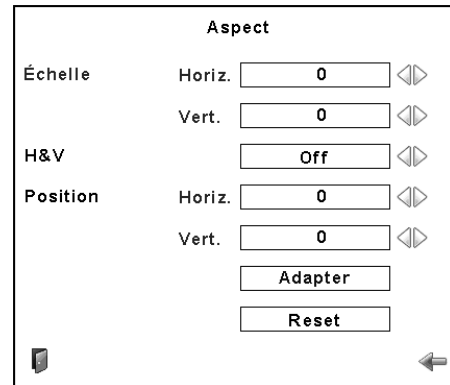 Aspect
Échelle Horiz. 0
Vert. 0
H&V Off
Position Horiz. 0
Vert. 0
Adapter
Reset